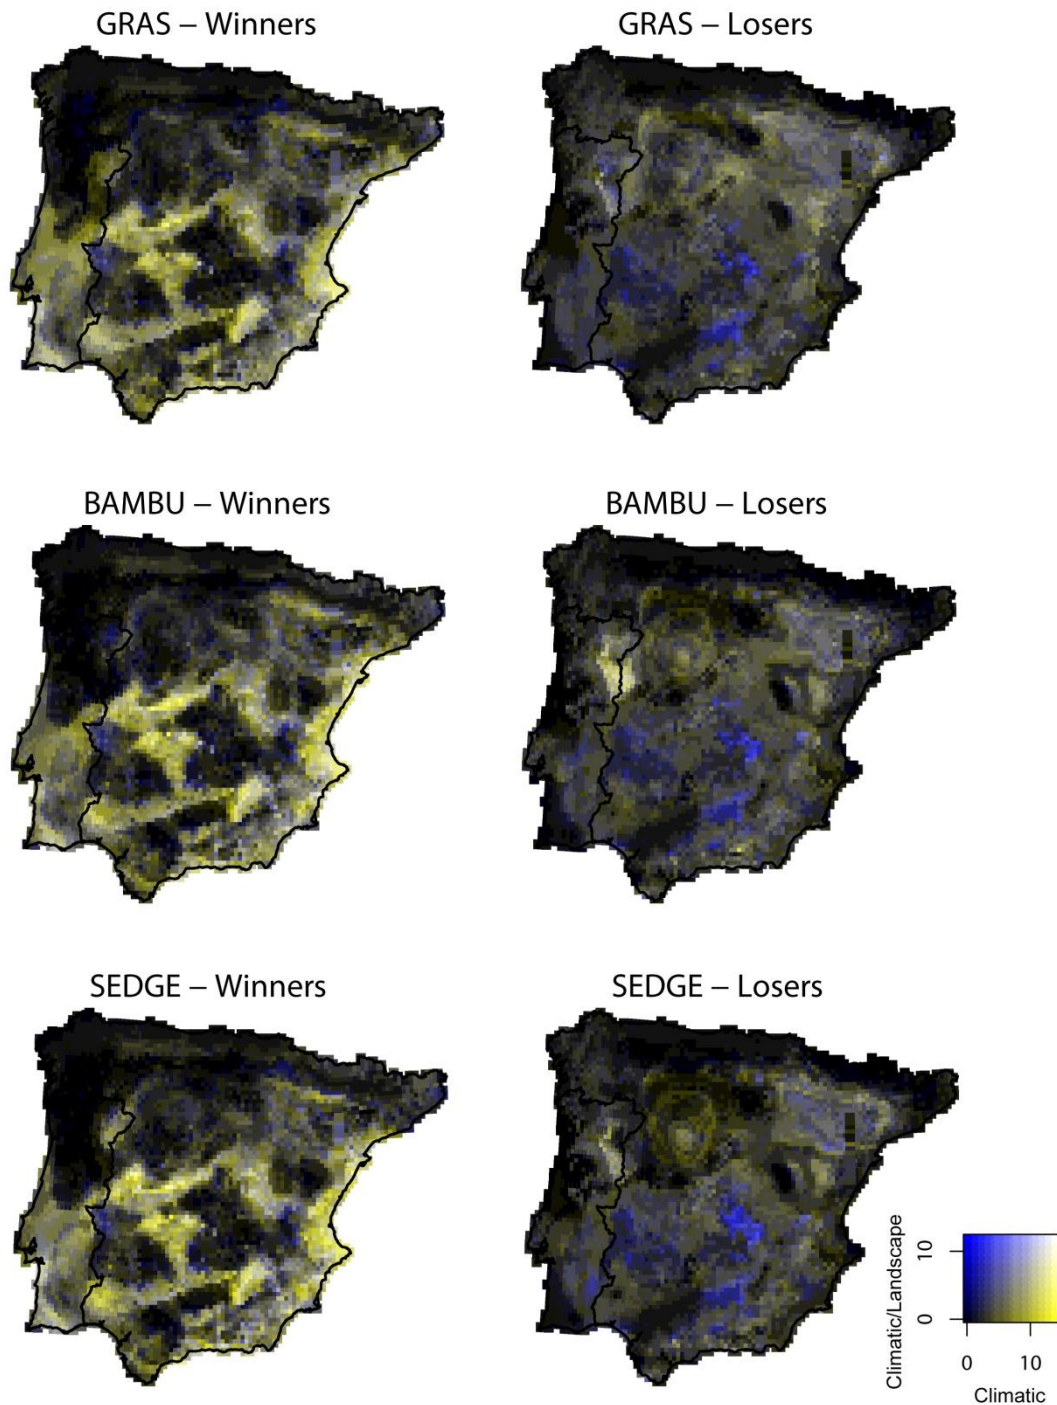 GRAS – Winners
GRAS – Losers
BAMBU – Winners
BAMBU – Losers
SEDGE – Winners
SEDGE – Losers
Climatic/Landscape
10
0
0 10
Climatic